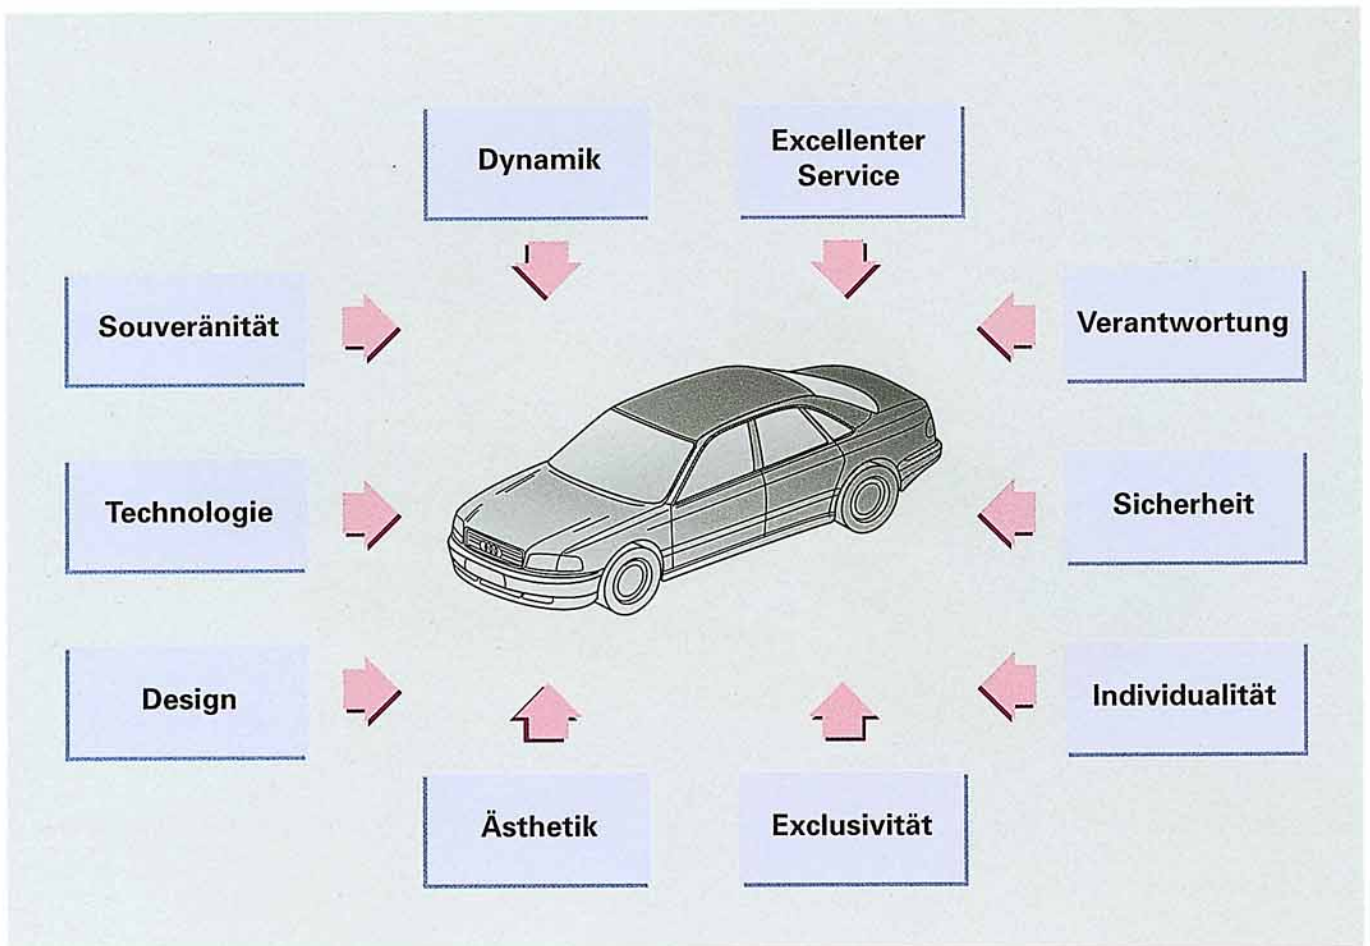 Dynamik
Excellenter
Service
Souveränität
Verantwortung
Technologie
Sicherheit
Design
Individualität
Ästhetik
Exclusivität